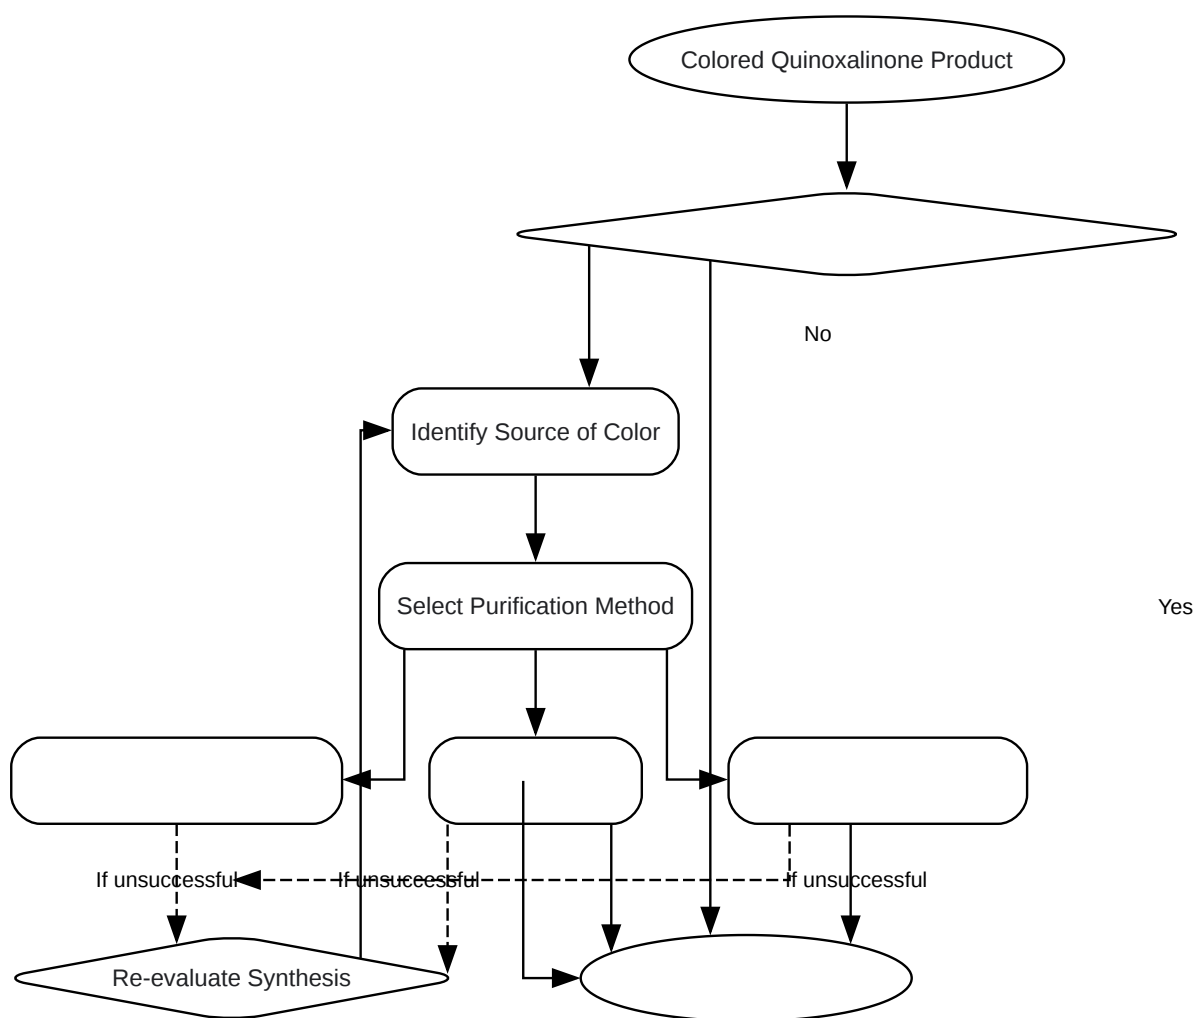 Colored Quinoxalinone Product
No
Identify Source of Color
Select Purification Method
Yes
If unsuccessful
If unsuccessful
If unsuccessful
Re-evaluate Synthesis